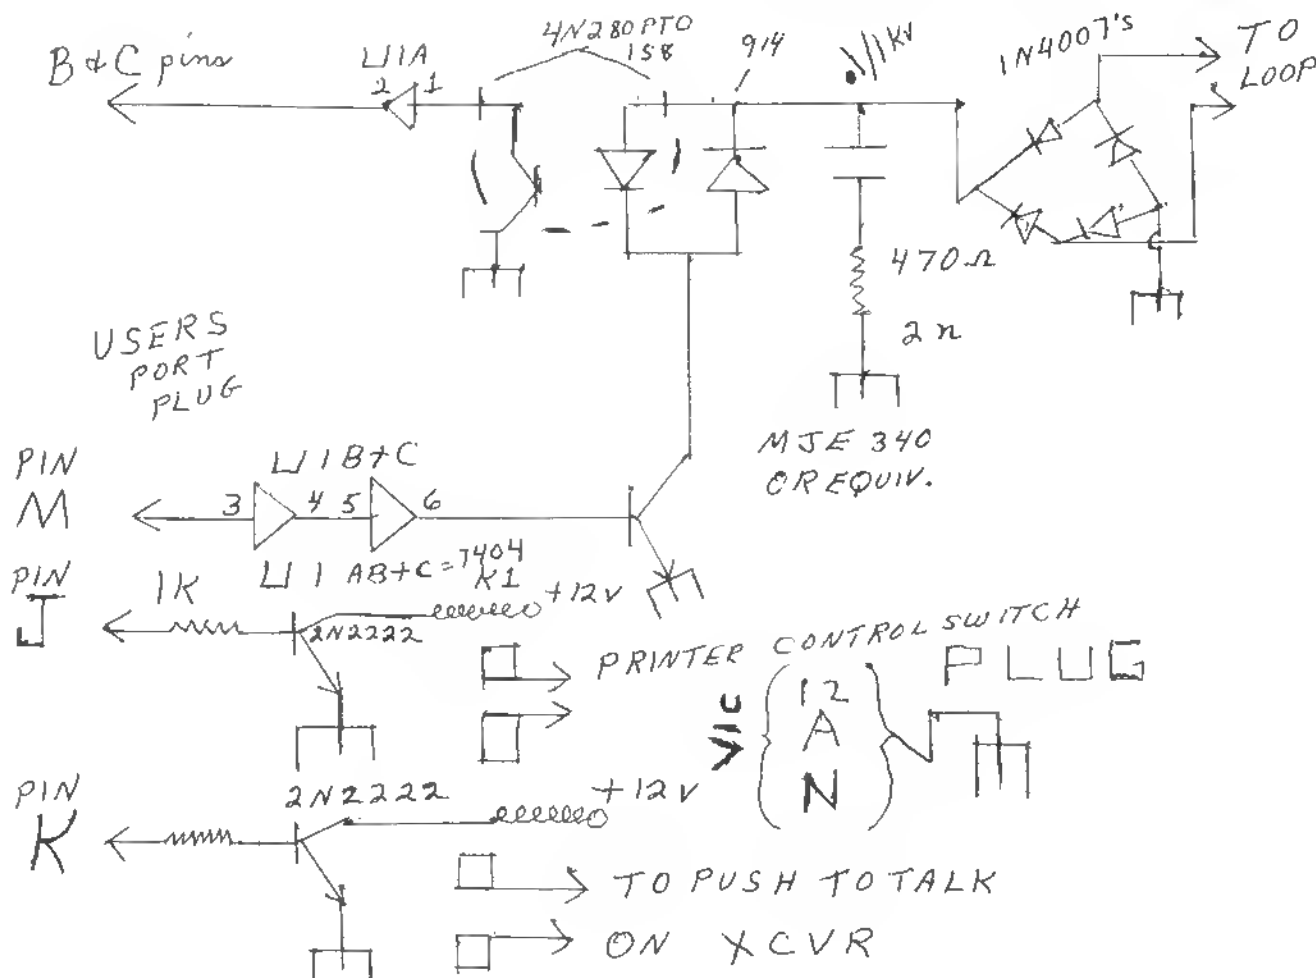 B & C pins
U1A
2 1
4N28 OPTO
ISB
914
.1/1KV
1N4007's
TO
LOOP
470Ω
2n
USERS
PORT
PLUG
MJE 340
OR EQUIV.
PIN
M
U1B+C
3 4 5 6
PIN
J
1K
U1 AB+C = 7404
K1
+12V
2N2222
PRINTER CONTROL SWITCH
PLUG
VIC
12
A
N
PIN
K
2N2222
+12V
TO PUSH TO TALK
ON XCVR